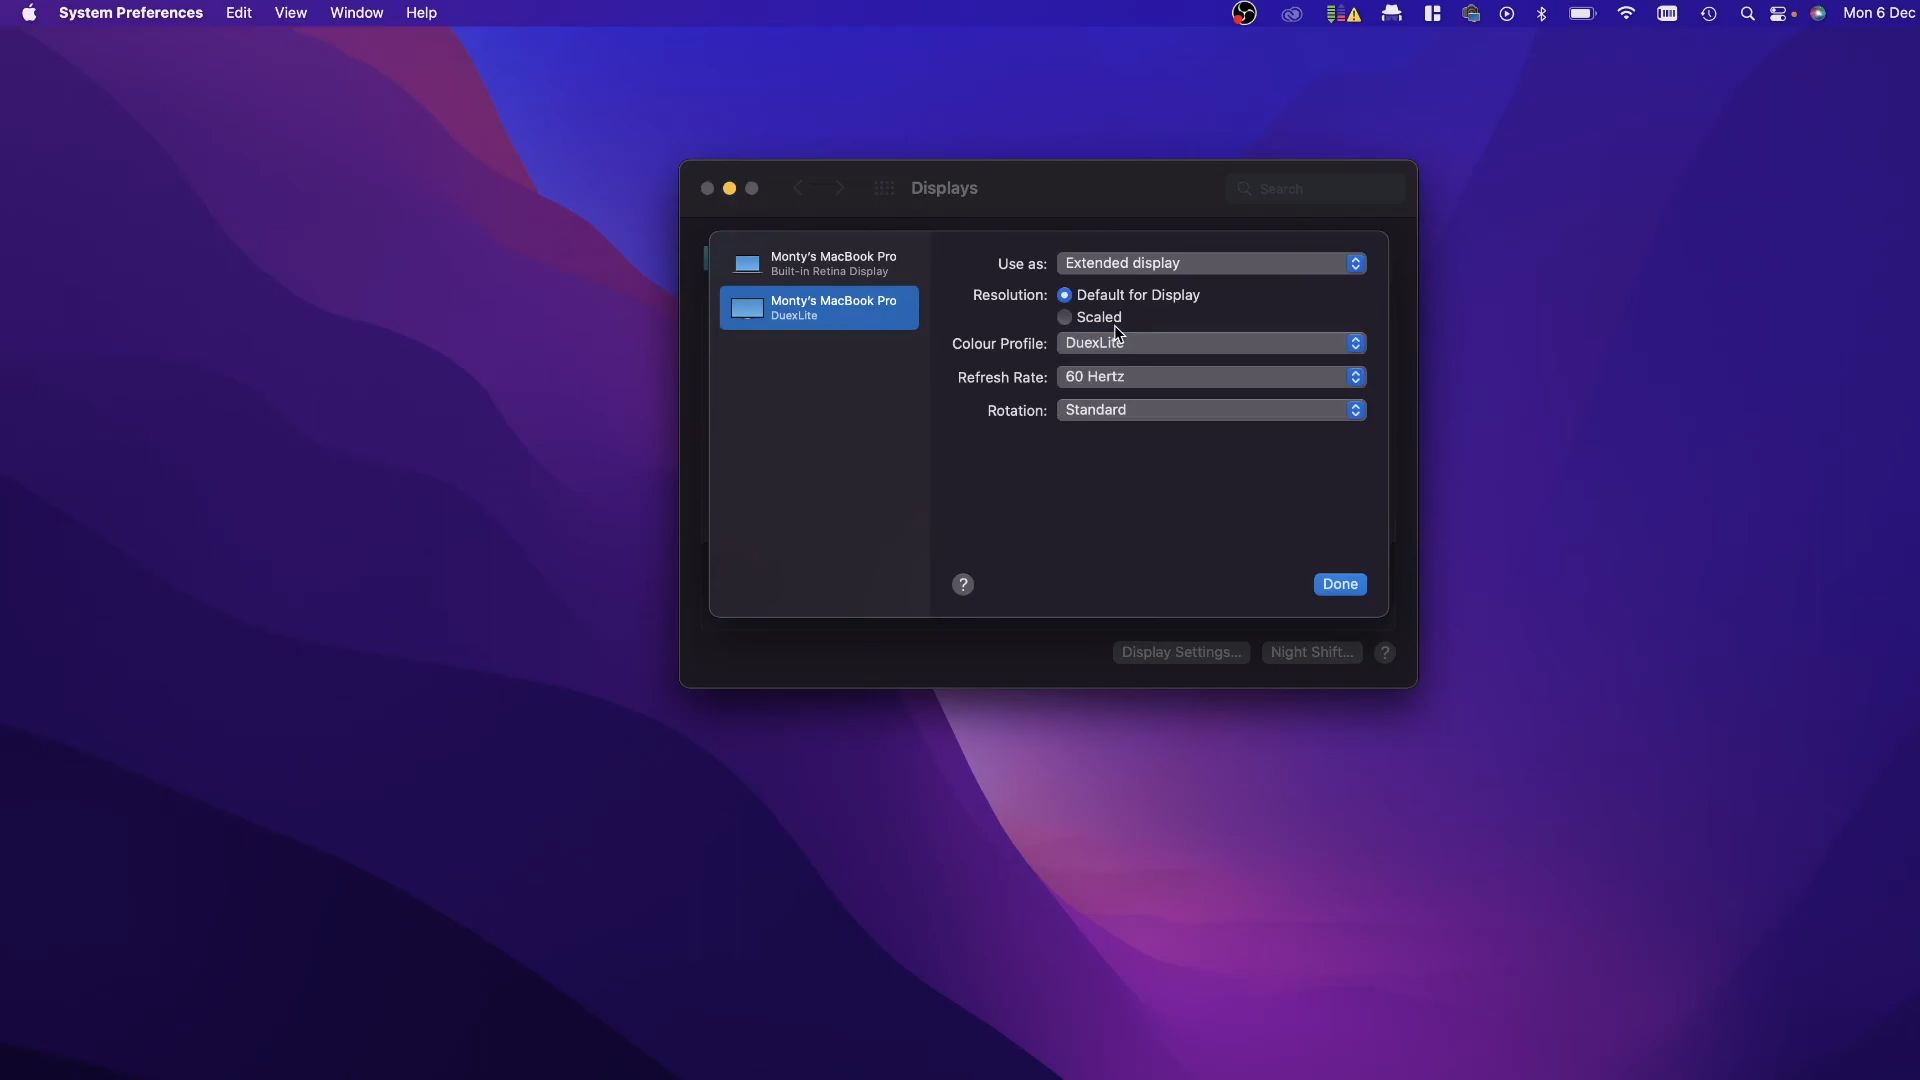 System Preferences Edit View Window Help Mon 6 Dec
Displays Search
Monty's MacBook Pro
Built-in Retina Display
Monty's MacBook Pro
DuexLite
Use as: Extended display
Resolution: Default for Display
Scaled
Colour Profile: DuexLite
Refresh Rate: 60 Hertz
Rotation: Standard
? Done
Display Settings... Night Shift... ?